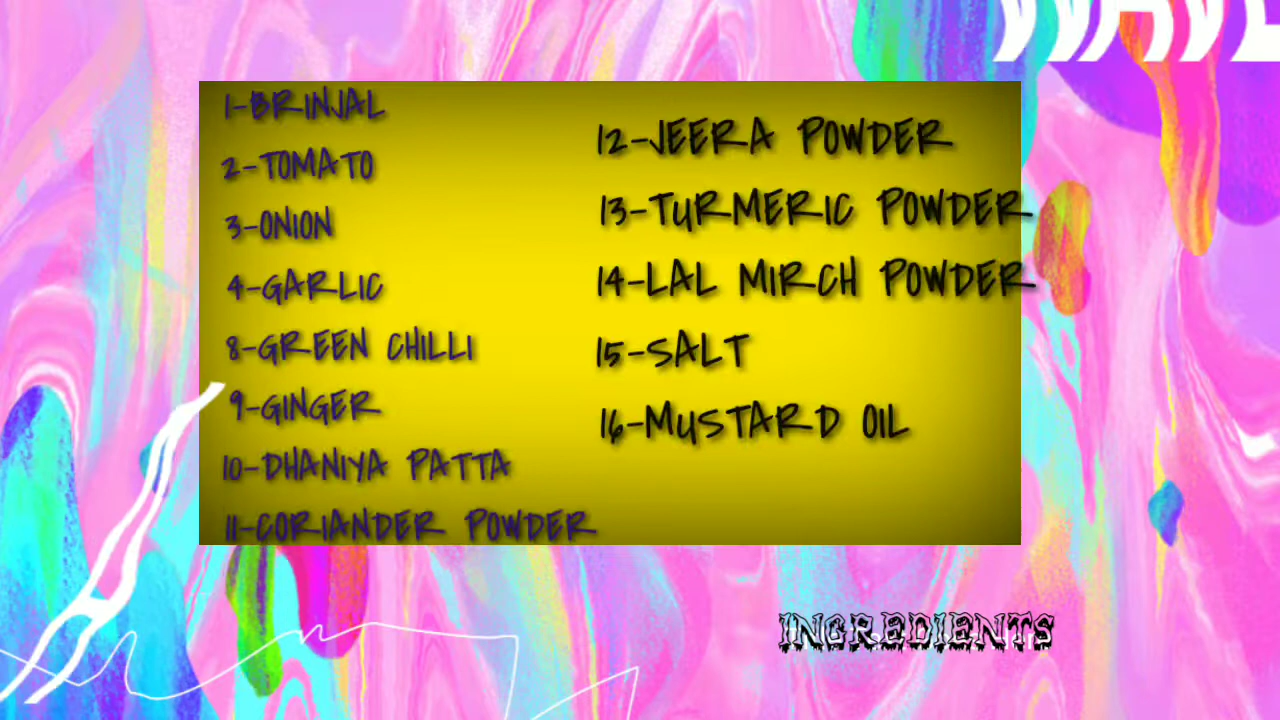 1-BRINJAL
2-TOMATO
3-ONION
4-GARLIC
8-GREEN CHILLI
9-GINGER
10-DHANIYA PATTA
11-CORIANDER POWDER
12-JEERA POWDER
13-TURMERIC POWDER
14-LAL MIRCH POWDER
15-SALT
16-MUSTARD OIL
INGREDIENTS